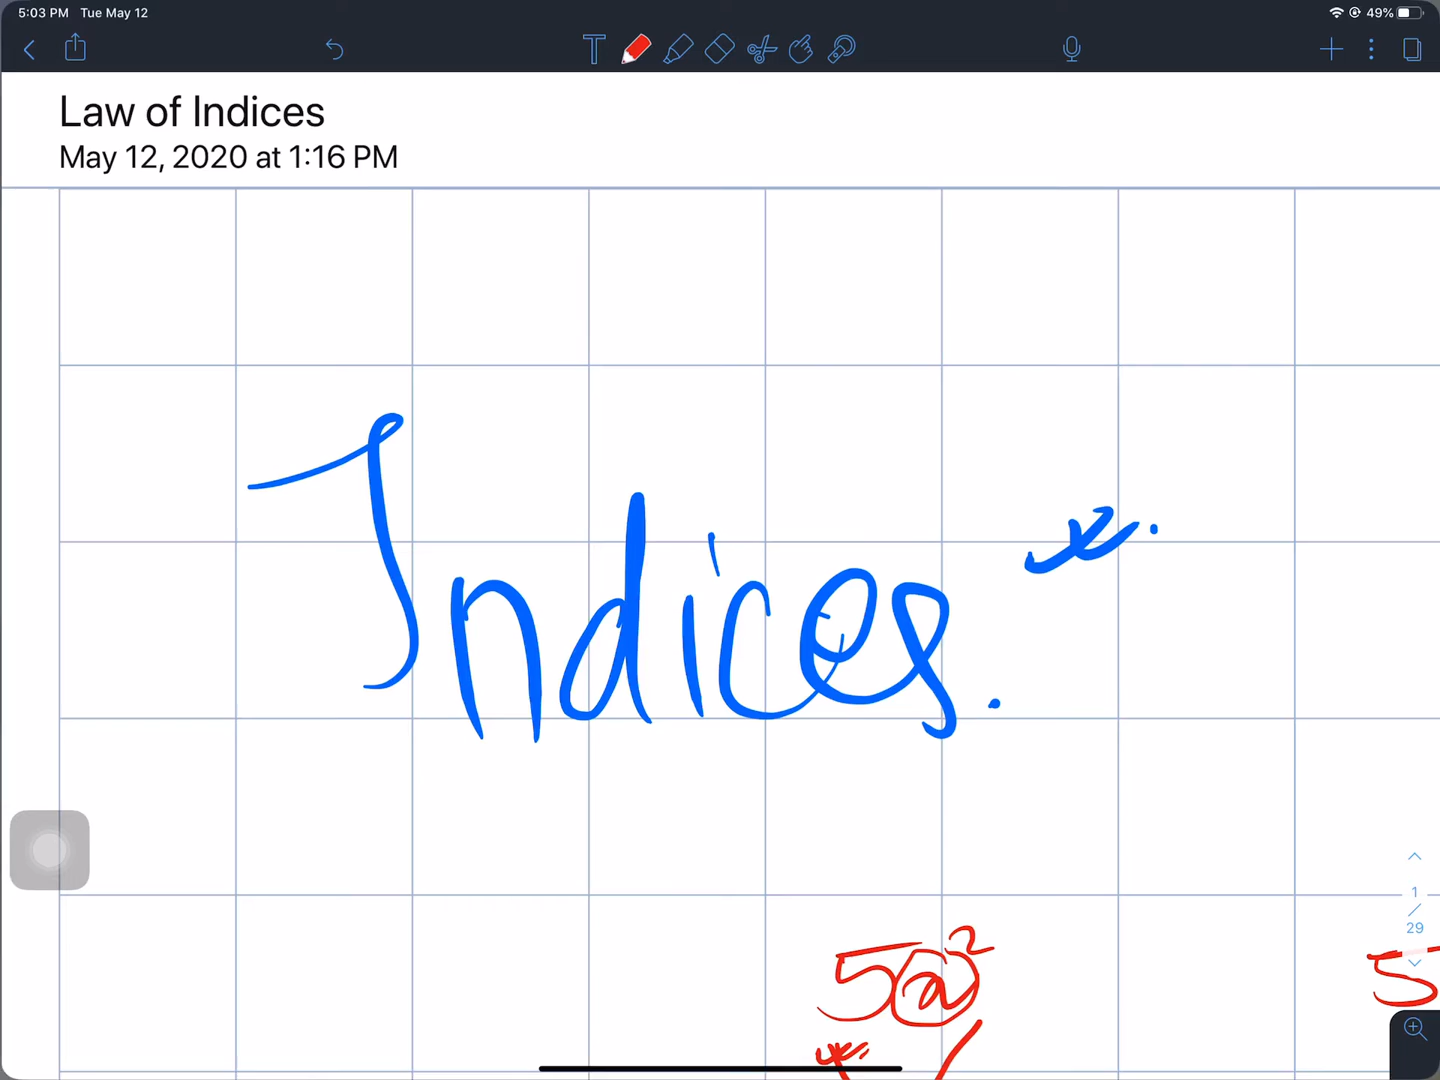 5:03 PM Tue May 12
49%
Law of Indices
May 12, 2020 at 1:16 PM
Indices.
1
/
29
5a²
5